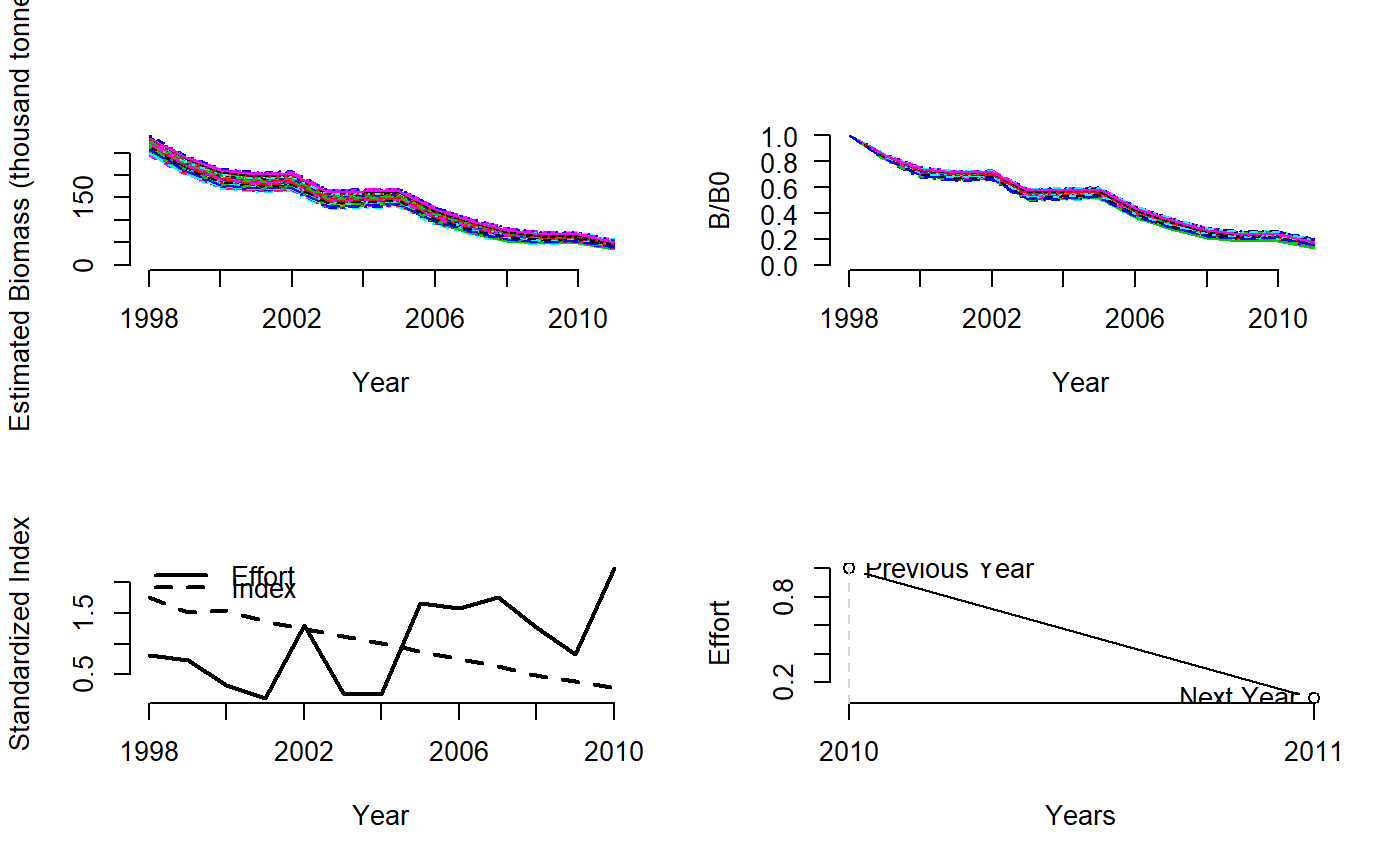 Estimated Biomass (thousand tonne
150
0
1998 2002 2006 2010
Year
B/B0
1.0
0.8
0.6
0.4
0.2
0.0
1998 2002 2006 2010
Year
Standardized Index
1.5
0.5
Effort
Index
1998 2002 2006 2010
Year
Effort
0.8
0.2
Previous Year
Next Year
2010 2011
Years